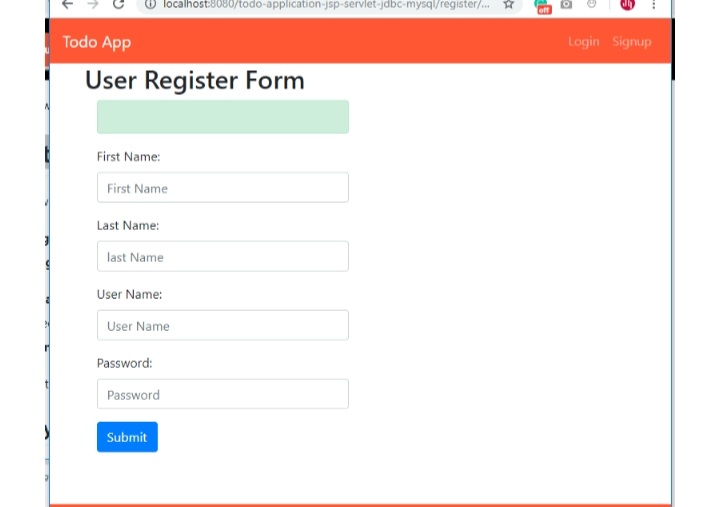 localhost:8080/todo-application-jsp-servlet-jdbc-mysql/register/...
off
Todo App
Login Signup
User Register Form
First Name:
First Name
Last Name:
last Name
User Name:
User Name
Password:
Password
Submit